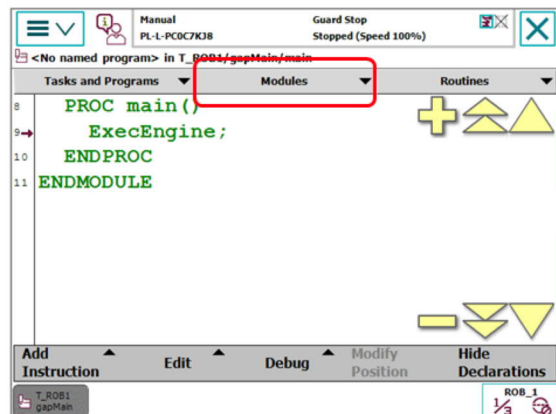 Manual
PL-L-PC0C7KJ8
Guard Stop
Stopped (Speed 100%)
<No named program> in T_ROB1/gapMain/main
Tasks and Programs
Modules
Routines
8 PROC main()
9 ExecEngine;
10 ENDPROC
11 ENDMODULE
Add Instruction
Edit
Debug
Modify Position
Hide Declarations
T_ROB1
gapMain
ROB_1
1/3